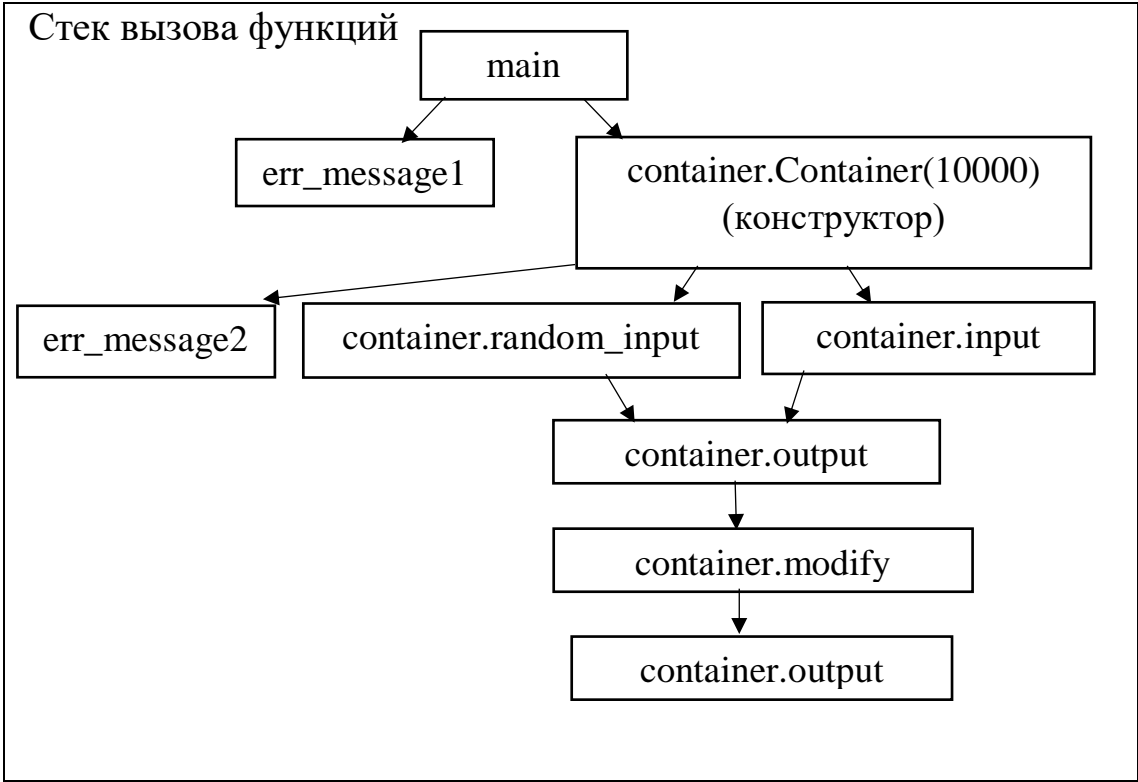 Стек вызова функций
main
err_message1
container.Container(10000)
(конструктор)
err_message2
container.random_input
container.input
container.output
container.modify
container.output